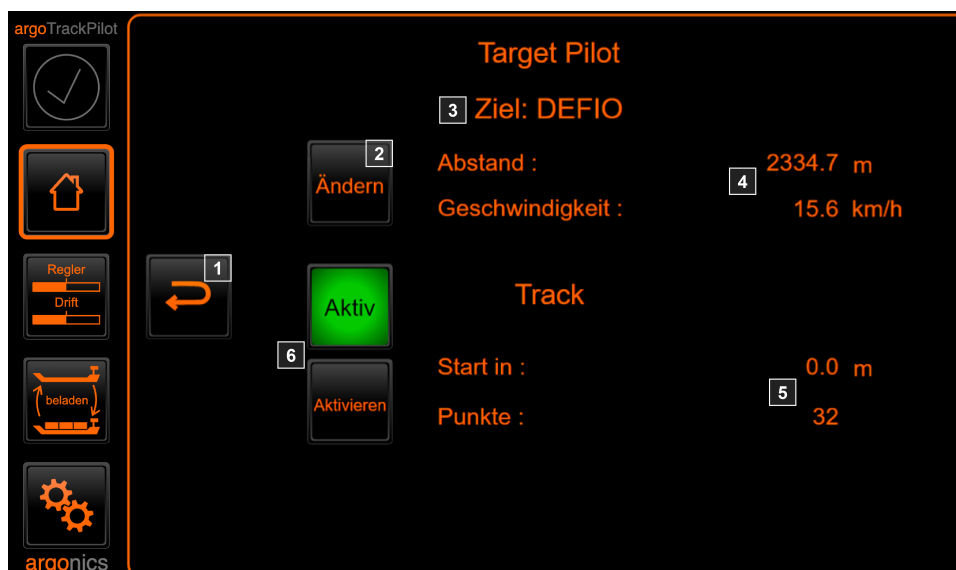 argoTrackPilot
Target Pilot
3 Ziel: DEFIO
2
Ändern
Abstand : 2334.7 m
4
Geschwindigkeit : 15.6 km/h
Regler
Drift
1
Aktiv
Track
6
Aktivieren
Start in : 0.0 m
5
Punkte : 32
beladen
argonics